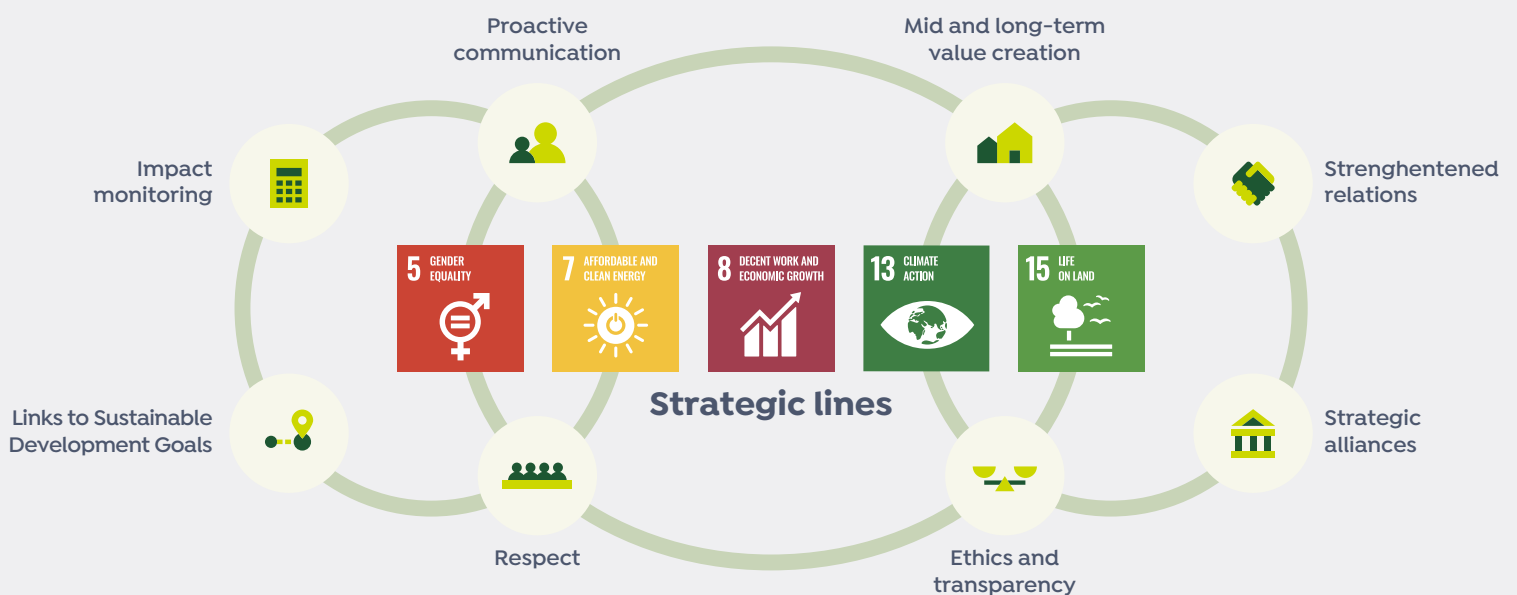 Proactive
communication
Mid and long-term
value creation
Impact
monitoring
Strenghentened
relations
5 GENDER
EQUALITY
7 AFFORDABLE AND
CLEAN ENERGY
8 DECENT WORK AND
ECONOMIC GROWTH
13 CLIMATE
ACTION
15 LIFE
ON LAND
Strategic lines
Links to Sustainable
Development Goals
Strategic
alliances
Respect
Ethics and
transparency